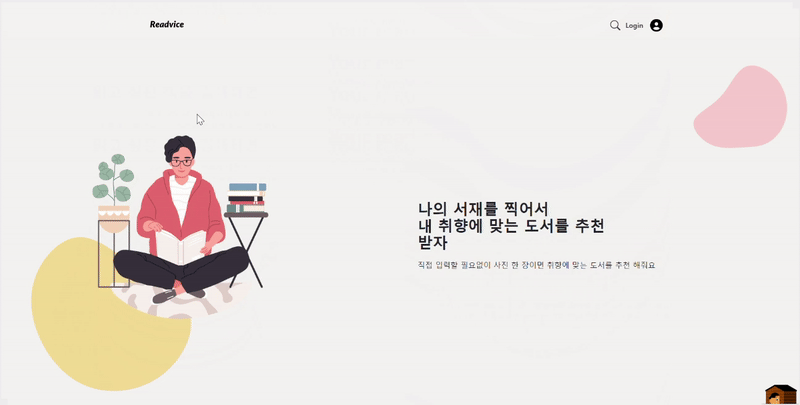 Readvice
Login
나의 서재를 찍어서
내 취향에 맞는 도서를 추천
받자
직접 입력할 필요없이 사진 한 장이면 취향에 맞는 도서를 추천 해줘요